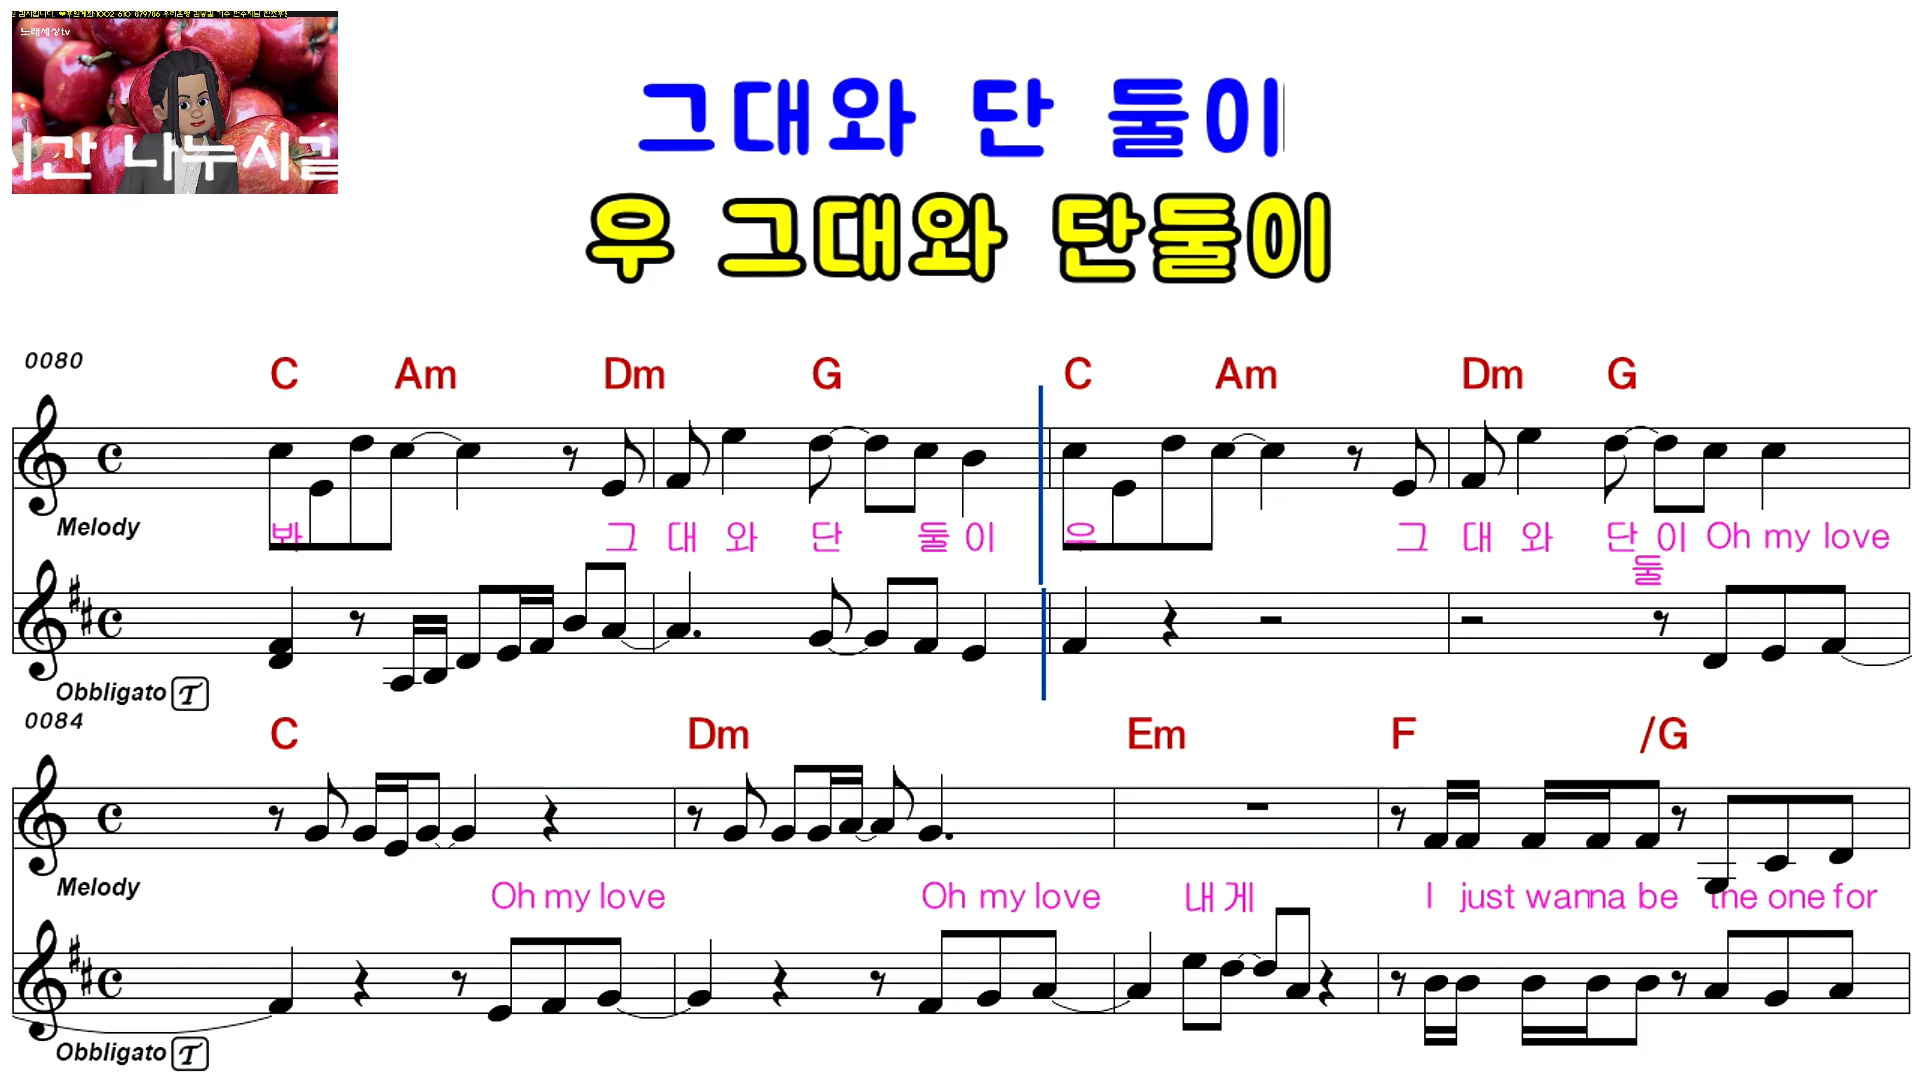 노래세상tv
시간 나누시길
그대와 단 둘이
우 그대와 단둘이
0080
C Am Dm G C Am Dm G
Melody
봐 그 대 와 단 둘 이 우 그 대 와 단 이 Oh my love
둘
Obbligato T
0084
C Dm Em F /G
Melody
Oh my love Oh my love 내 게 I just wanna be the one for
Obbligato T